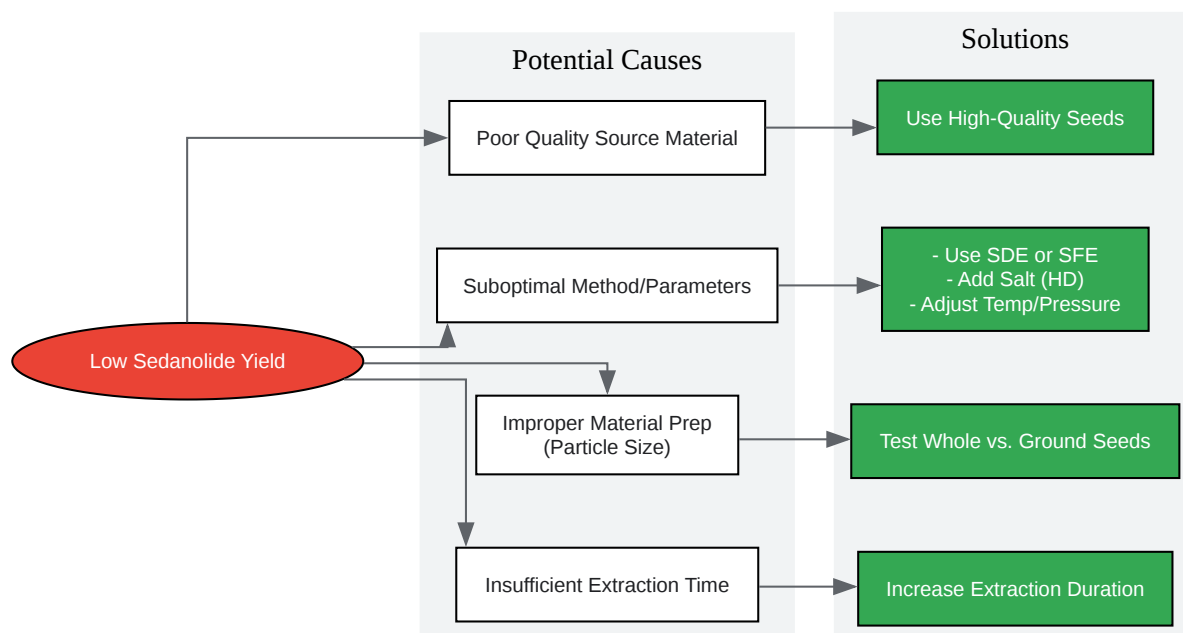 Potential Causes
Solutions
Poor Quality Source Material
Use High-Quality Seeds
Suboptimal Method/Parameters
- Use SDE or SFE
- Add Salt (HD)
- Adjust Temp/Pressure
Low Sedanolide Yield
Improper Material Prep
(Particle Size)
Test Whole vs. Ground Seeds
Insufficient Extraction Time
Increase Extraction Duration